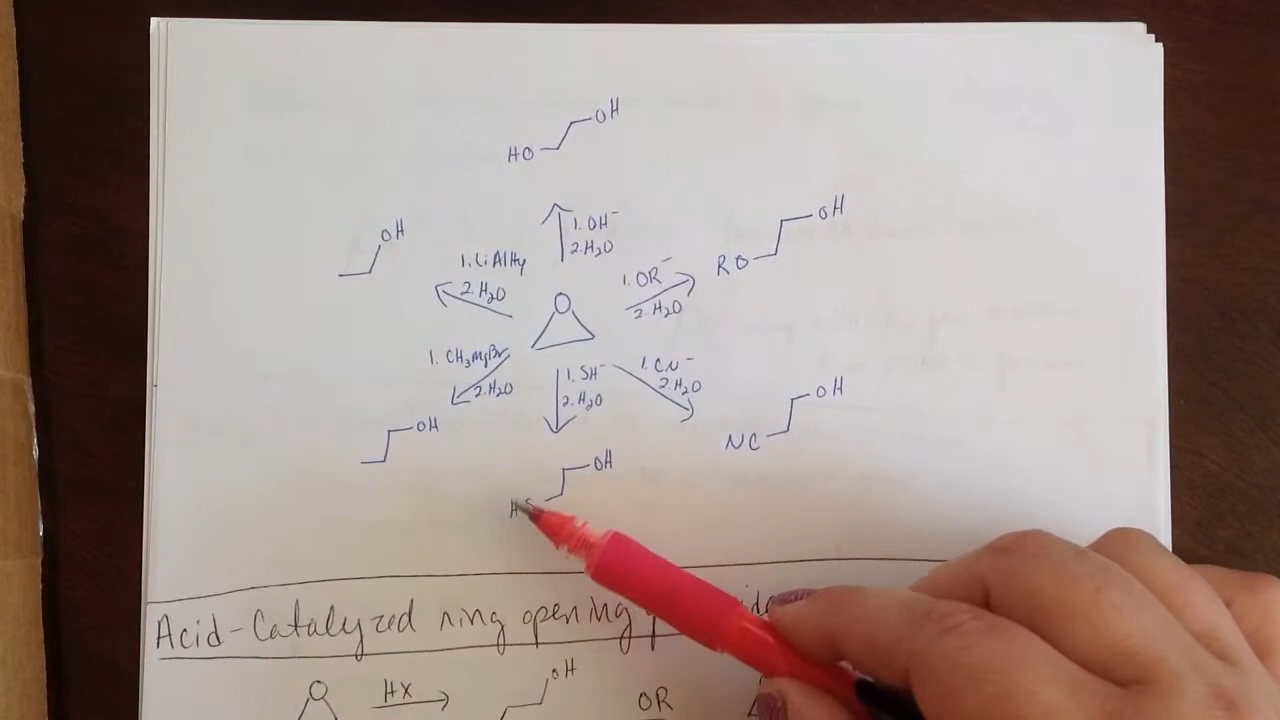 OH
HO
OH
1. LiAlH4
2. H2O
1. OH⁻
2. H2O
1. OR⁻
2. H2O
OH
RO
O
1. CH3MgBr
2. H2O
1. SH⁻
2. H2O
1. CN⁻
2. H2O
OH
OH
NC
OH
HS
Acid-Catalyzed ring opening
O
HX
OH
OR